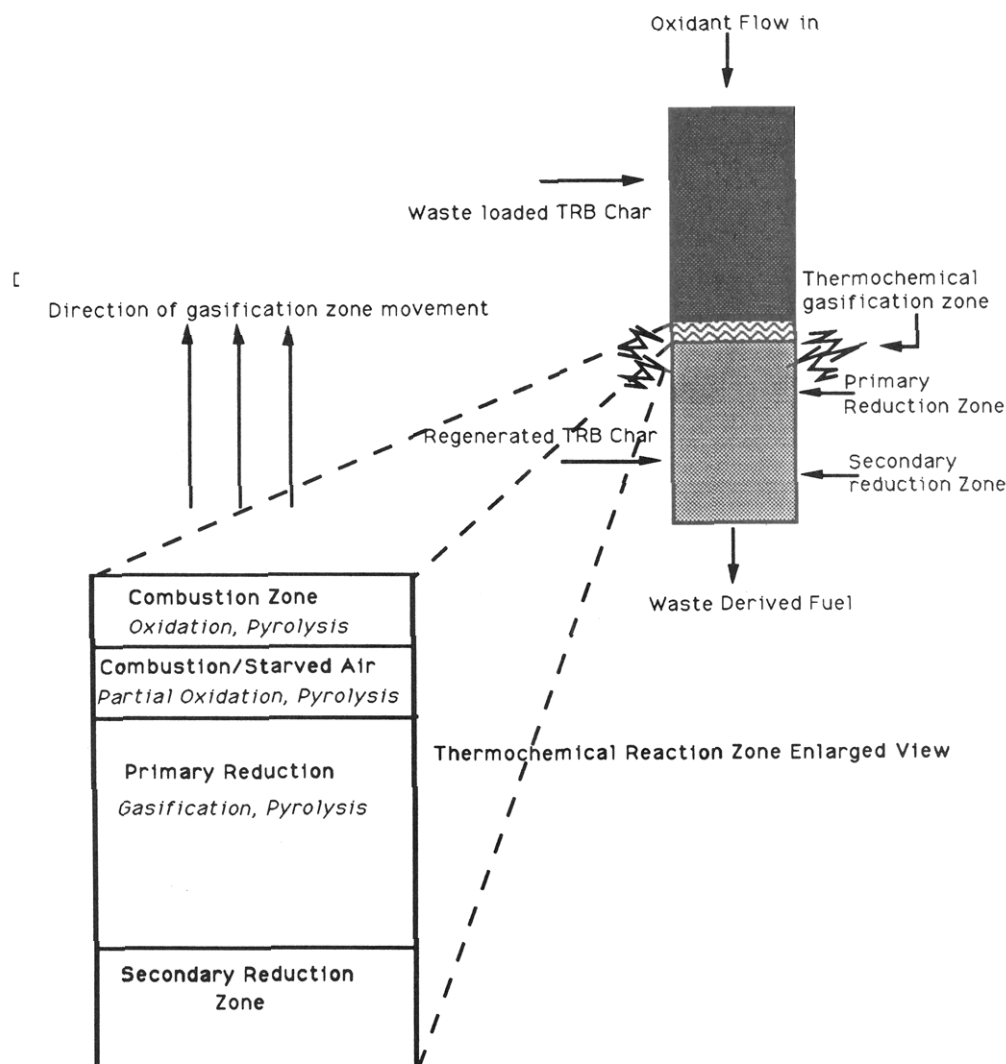 Oxidant Flow in
Waste loaded TRB Char
Thermochemical
gasification zone
Direction of gasification zone movement
Primary
Reduction Zone
Regenerated TRB Char
Secondary
reduction Zone
Waste Derived Fuel
Combustion Zone
Oxidation, Pyrolysis
Combustion/Starved Air
Partial Oxidation, Pyrolysis
Thermochemical Reaction Zone Enlarged View
Primary Reduction
Gasification, Pyrolysis
Secondary Reduction
Zone